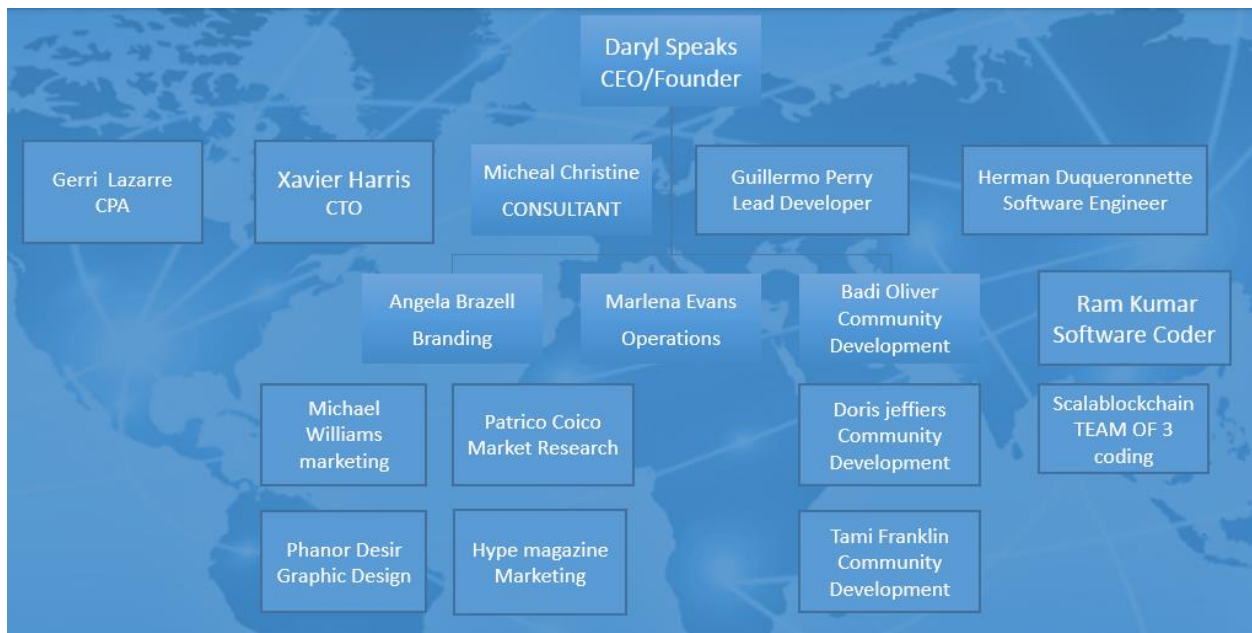 Daryl Speaks
CEO/Founder
Gerri Lazarre
CPA
Xavier Harris
CTO
Micheal Christine
CONSULTANT
Guillermo Perry
Lead Developer
Herman Duqueronnette
Software Engineer
Angela Brazell
Branding
Marlena Evans
Operations
Badi Oliver
Community
Development
Ram Kumar
Software Coder
Michael
Williams
marketing
Patrico Coico
Market Research
Doris jeffiers
Community
Development
Scalablockchain
TEAM OF 3
coding
Phanor Desir
Graphic Design
Hype magazine
Marketing
Tami Franklin
Community
Development